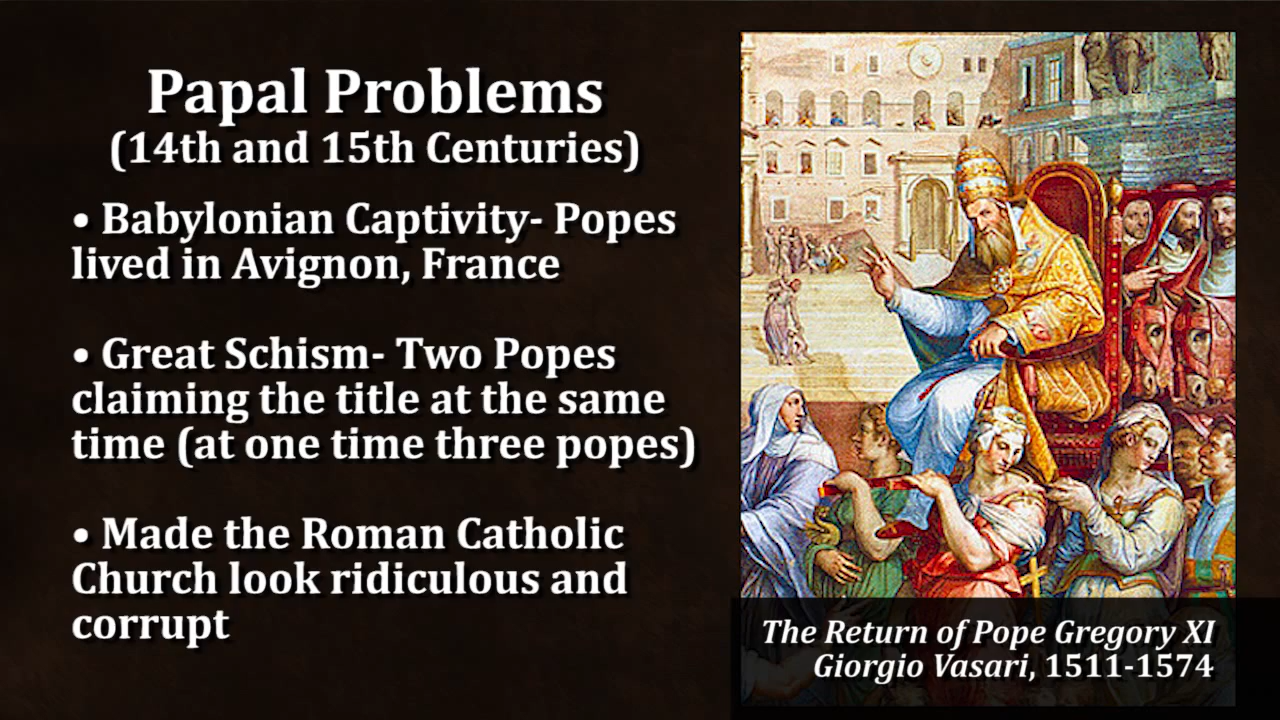 Papal Problems
(14th and 15th Centuries)
• Babylonian Captivity- Popes
lived in Avignon, France
• Great Schism- Two Popes
claiming the title at the same
time (at one time three popes)
• Made the Roman Catholic
Church look ridiculous and
corrupt
The Return of Pope Gregory XI
Giorgio Vasari, 1511-1574